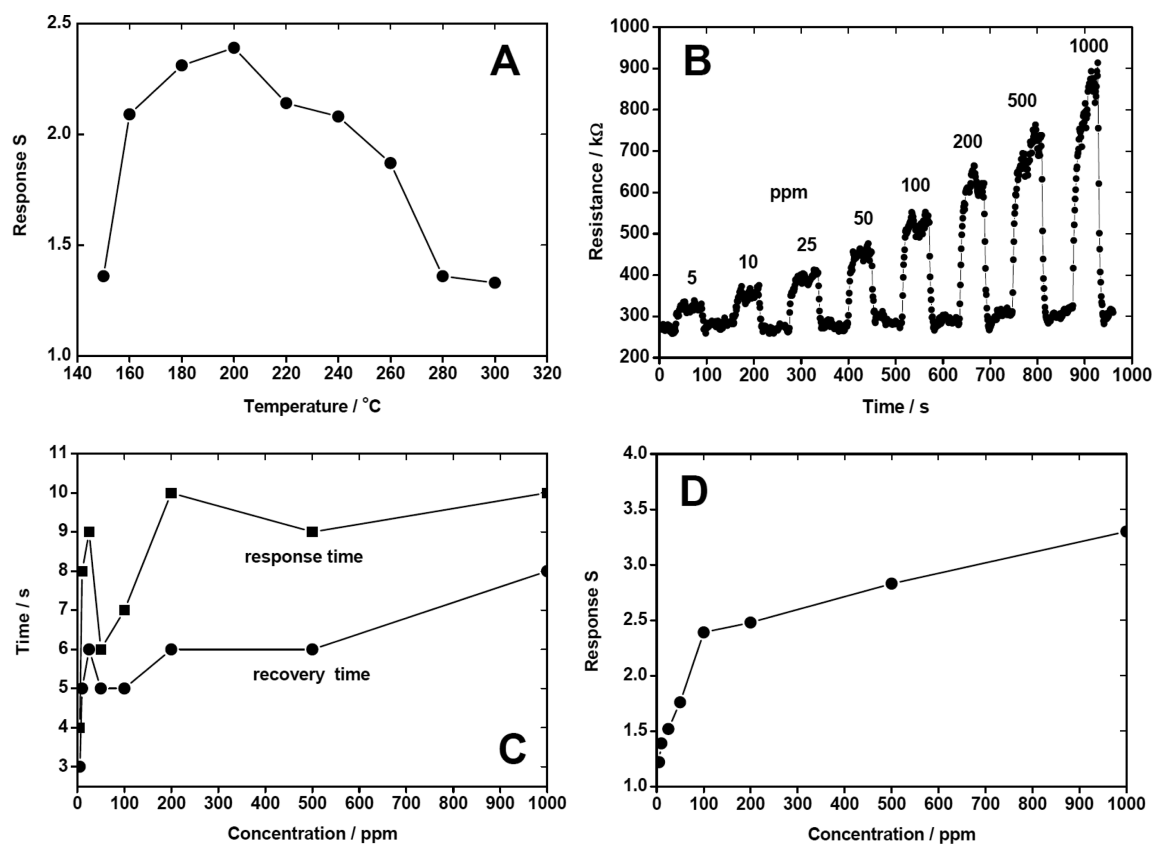 2.5
2.0
1.5
1.0
Response S
A
140 160 180 200 220 240 260 280 300 320
Temperature / °C
1000
900
800
700
600
500
400
300
200
Resistance / kΩ
B
1000
500
200
ppm
100
50
25
10
5
0 100 200 300 400 500 600 700 800 900 1000
Time / s
11
10
9
8
7
6
5
4
3
Time / s
response time
recovery time
C
0 100 200 300 400 500 600 700 800 900 1000
Concentration / ppm
4.0
3.5
3.0
2.5
2.0
1.5
1.0
Response S
D
0 100 200 300 400 500 600 700 800 900 1000
Concentration / ppm